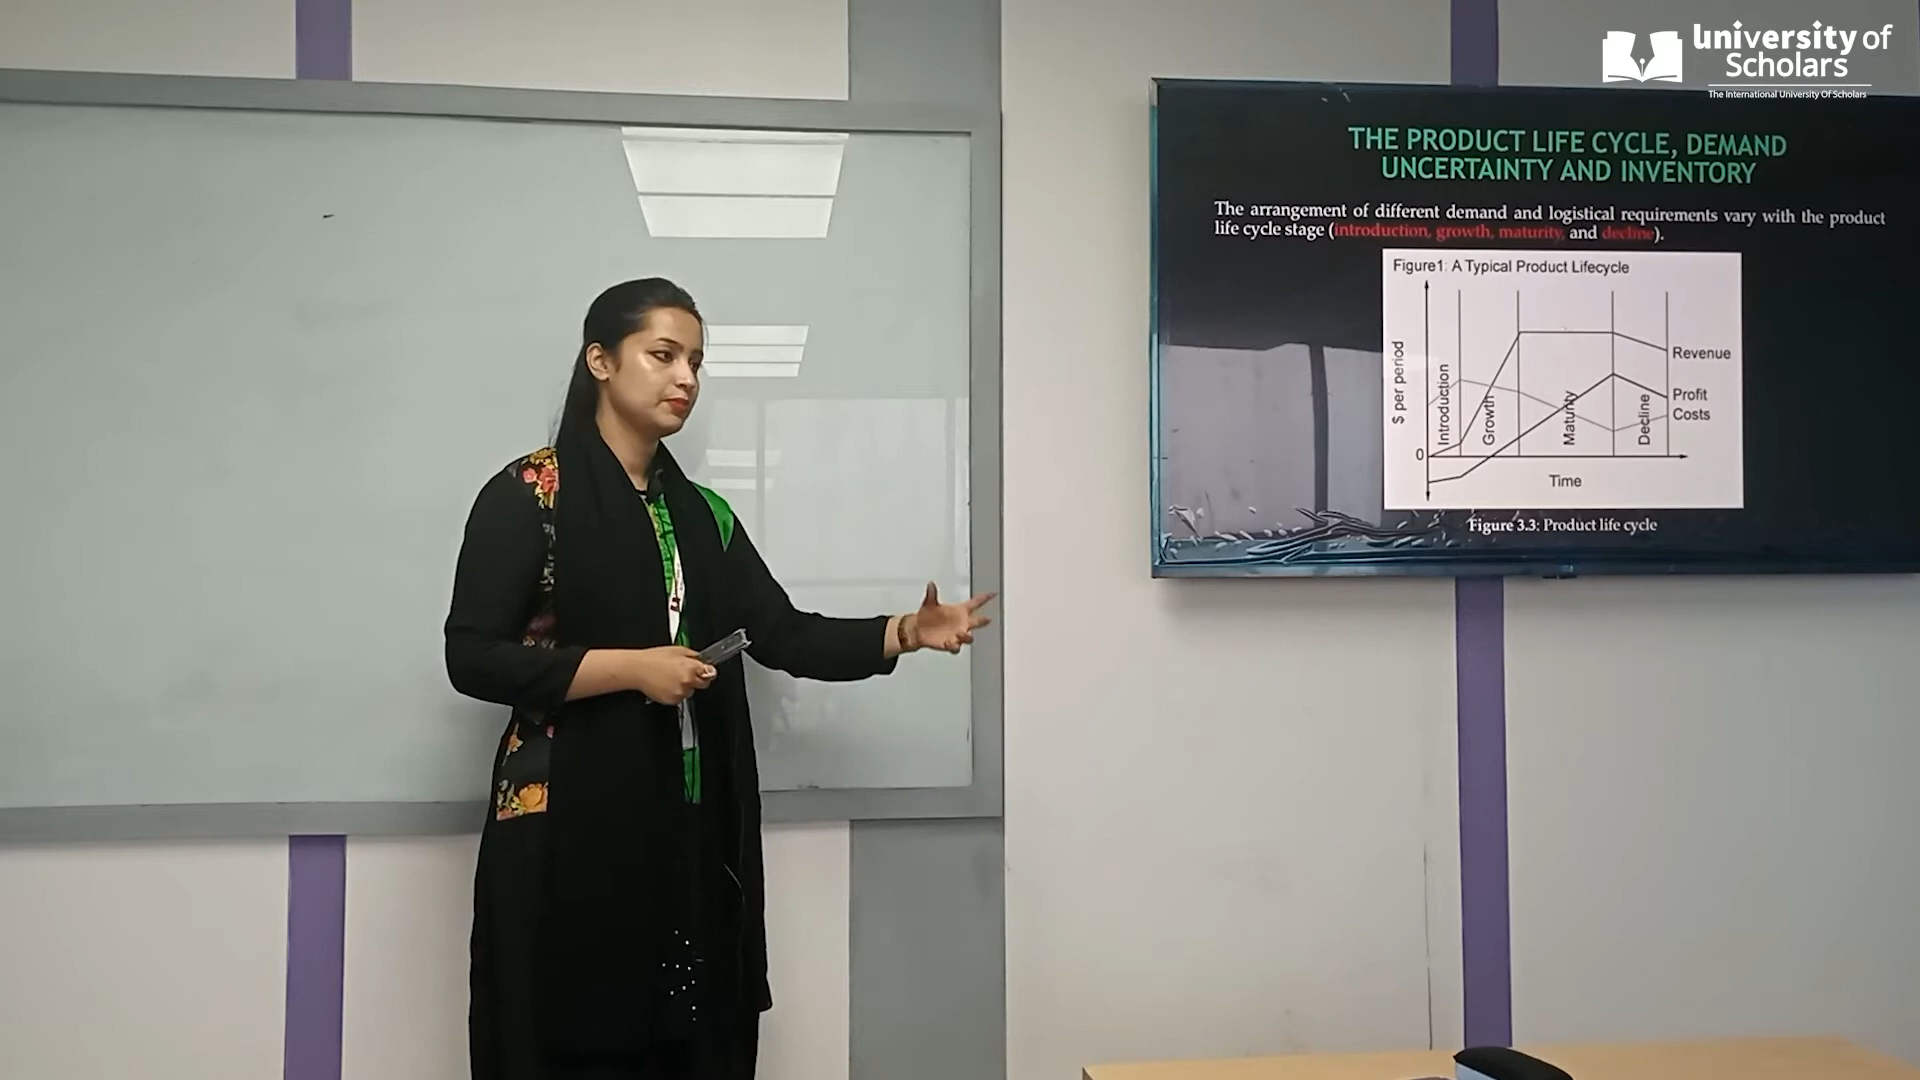 University of
Scholars
The International University Of Scholars
THE PRODUCT LIFE CYCLE, DEMAND
UNCERTAINTY AND INVENTORY
The arrangement of different demand and logistical requirements vary with the product
life cycle stage (introduction, growth, maturity, and decline).
Figure1: A Typical Product Lifecycle
$ per period
Introduction
Growth
Maturity
Decline
Revenue
Profit
Costs
0
Time
Figure 3.3: Product life cycle